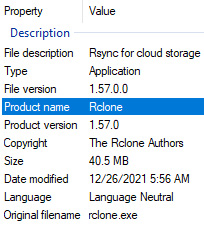 Property Value
Description
File description Rsync for cloud storage
Type Application
File version 1.57.0.0
Product name Rclone
Product version 1.57.0
Copyright The Rclone Authors
Size 40.5 MB
Date modified 12/26/2021 5:56 AM
Language Language Neutral
Original filename rclone.exe